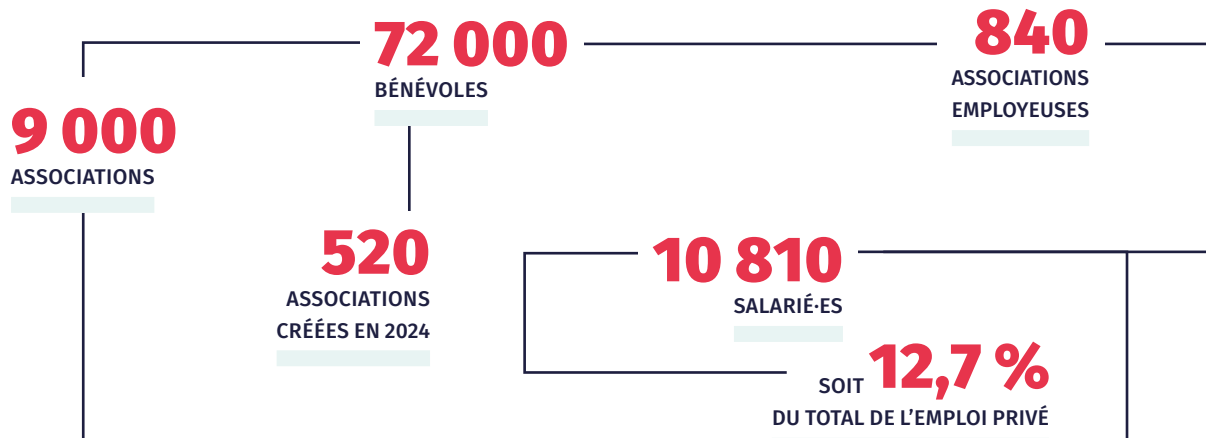 9 000
ASSOCIATIONS
72 000
BÉNÉVOLES
840
ASSOCIATIONS
EMPLOYEUSES
520
ASSOCIATIONS
CRÉÉES EN 2024
10 810
SALARIÉ·ES
SOIT 12,7 %
DU TOTAL DE L’EMPLOI PRIVÉ